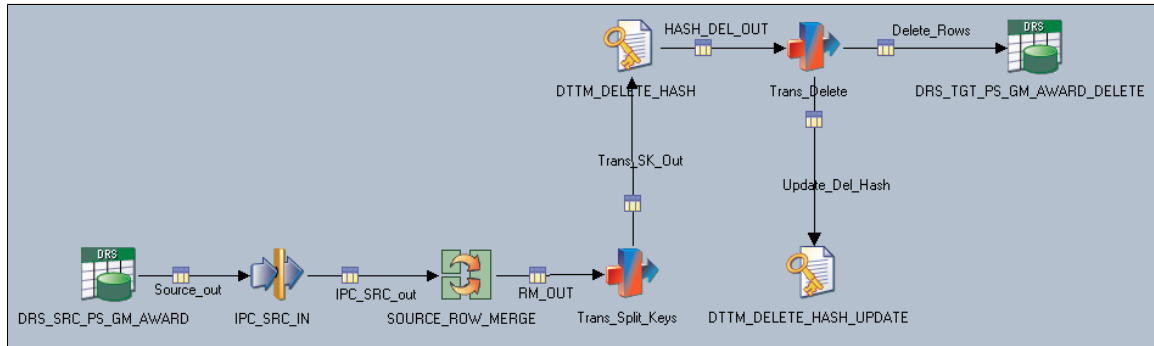 HASH_DEL_OUT
Delete_Rows
DRS
DTTM_DELETE_HASH
Trans_Delete
DRS_TGT_PS_GM_AWARD_DELETE
Trans_SK_Out
Update_Del_Hash
DRS
Source_out
IPC_SRC_out
RM_OUT
DRS_SRC_PS_GM_AWARD
IPC_SRC_IN
SOURCE_ROW_MERGE
Trans_Split_Keys
DTTM_DELETE_HASH_UPDATE